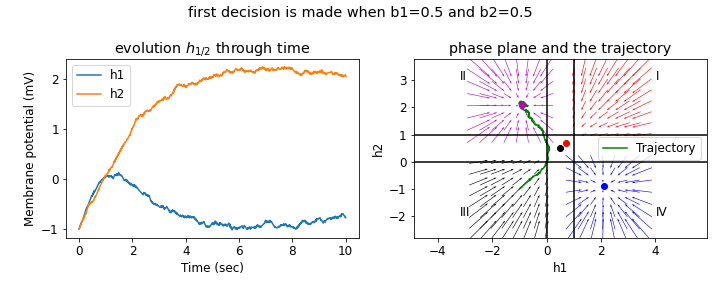 first decision is made when b1=0.5 and b2=0.5
evolution h1/2 through time
h1
h2
Membrane potential (mV)
2
1
0
−1
0
2
4
6
8
10
Time (sec)
phase plane and the trajectory
II
I
III
IV
Trajectory
h2
3
2
1
0
−1
−2
−4
−2
0
2
4
h1